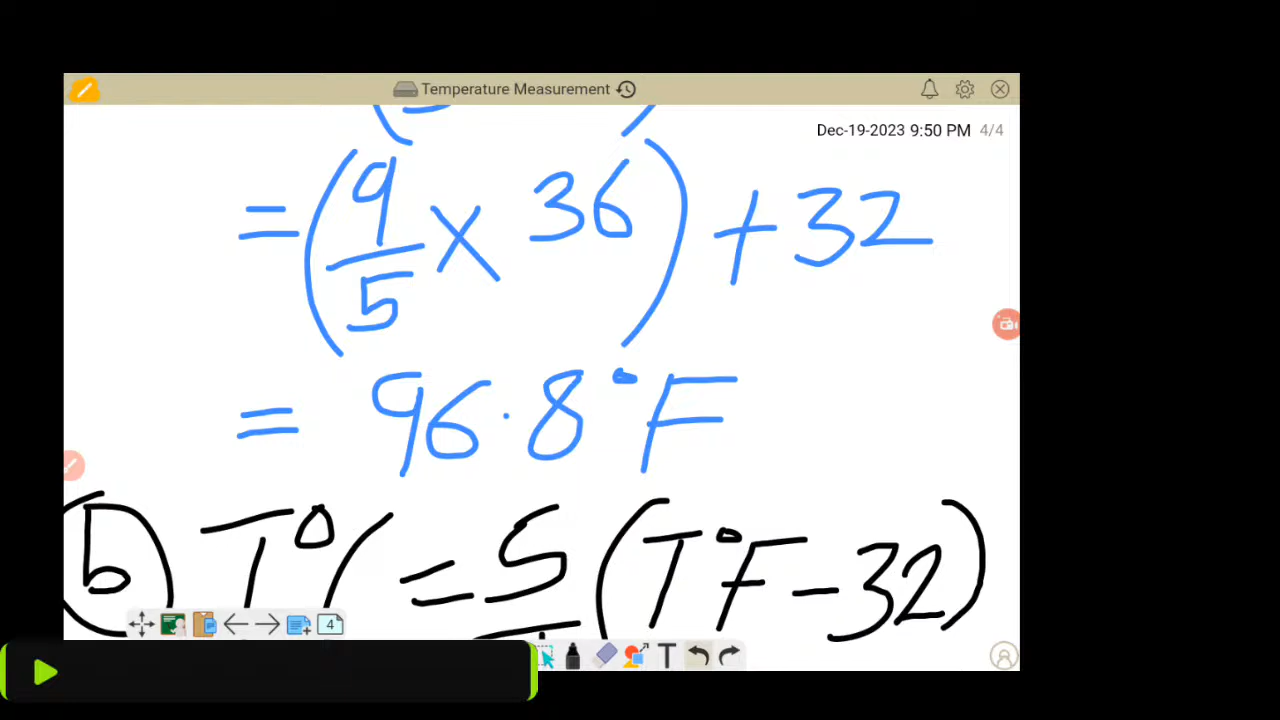 Temperature Measurement
Dec-19-2023 9:50 PM 4/4
= (9/5 × 36) + 32
= 96.8°F
(b) T°C = 5 (T°F - 32)
4
T